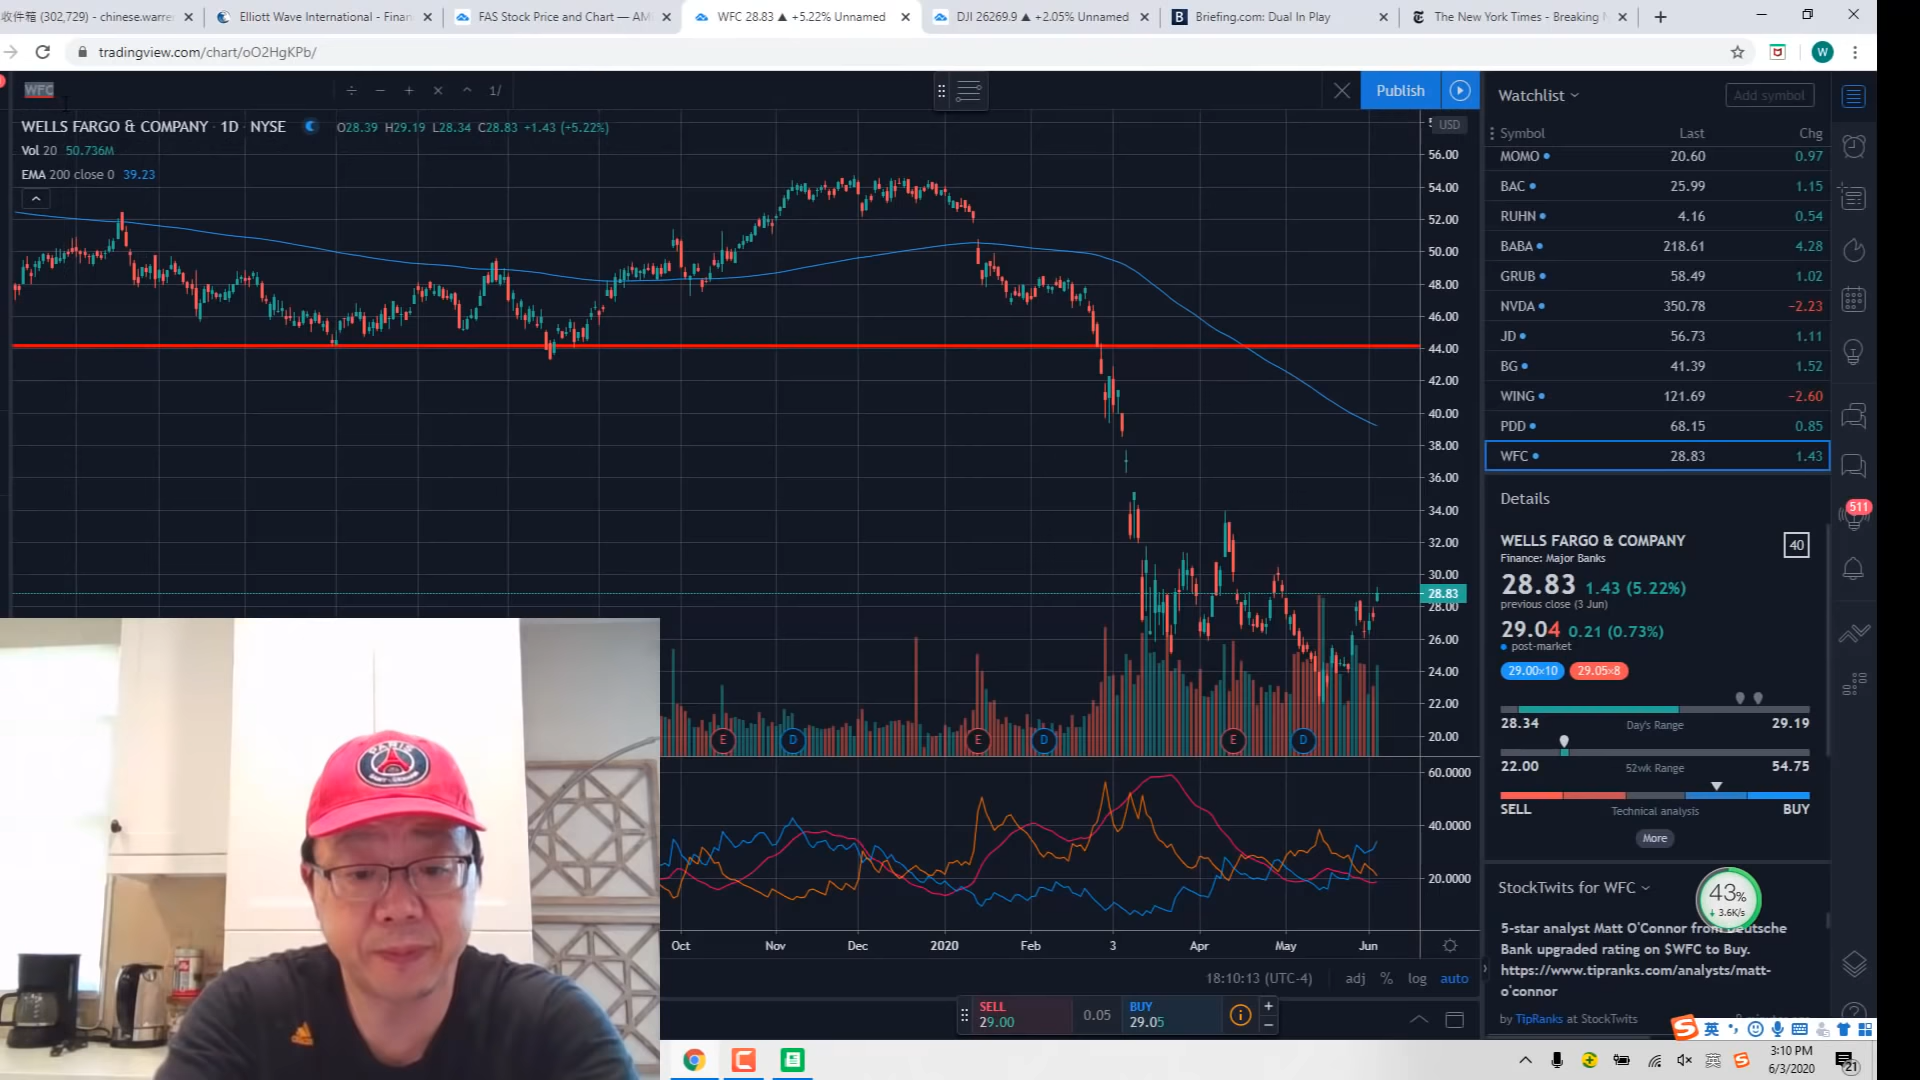 收件箱 (302,729) - chinese.warre
Elliott Wave International - Finan
FAS Stock Price and Chart — AM
WFC 28.83 ▲ +5.22% Unnamed
DJI 26269.9 ▲ +2.05% Unnamed
Briefing.com: Dual In Play
The New York Times - Breaking
tradingview.com/chart/oO2HgKPb/
W
WFC
÷ − + × ^ 1/
Publish
WELLS FARGO & COMPANY · 1D · NYSE
O28.39 H29.19 L28.34 C28.83 +1.43 (+5.22%)
Vol 20 50.736M
EMA 200 close 0 39.23
USD
56.00
54.00
52.00
50.00
48.00
46.00
44.00
42.00
40.00
38.00
36.00
34.00
32.00
30.00
28.83
28.00
26.00
24.00
22.00
20.00
E D E D E D
60.0000
40.0000
20.0000
Oct Nov Dec 2020 Feb 3 Apr May Jun
18:10:13 (UTC-4) adj % log auto
SELL
29.00
0.05
BUY
29.05
Watchlist
Add symbol
Symbol Last Chg
MOMO 20.60 0.97
BAC 25.99 1.15
RUHN 4.16 0.54
BABA 218.61 4.28
GRUB 58.49 1.02
NVDA 350.78 −2.23
JD 56.73 1.11
BG 41.39 1.52
WING 121.69 −2.60
PDD 68.15 0.85
WFC 28.83 1.43
Details
511
WELLS FARGO & COMPANY
40
Finance: Major Banks
28.83 1.43 (5.22%)
previous close (3 Jun)
29.04 0.21 (0.73%)
post-market
29.00×10 29.05×8
28.34 Day's Range 29.19
22.00 52wk Range 54.75
SELL Technical analysis BUY
More
StockTwits for WFC
43%
↓ 3.6K/s
5-star analyst Matt O'Connor from Deutsche
Bank upgraded rating on $WFC to Buy.
https://www.tipranks.com/analysts/matt-
o'connor
by TipRanks at StockTwits
英
PARIS
英
3:10 PM
6/3/2020
21